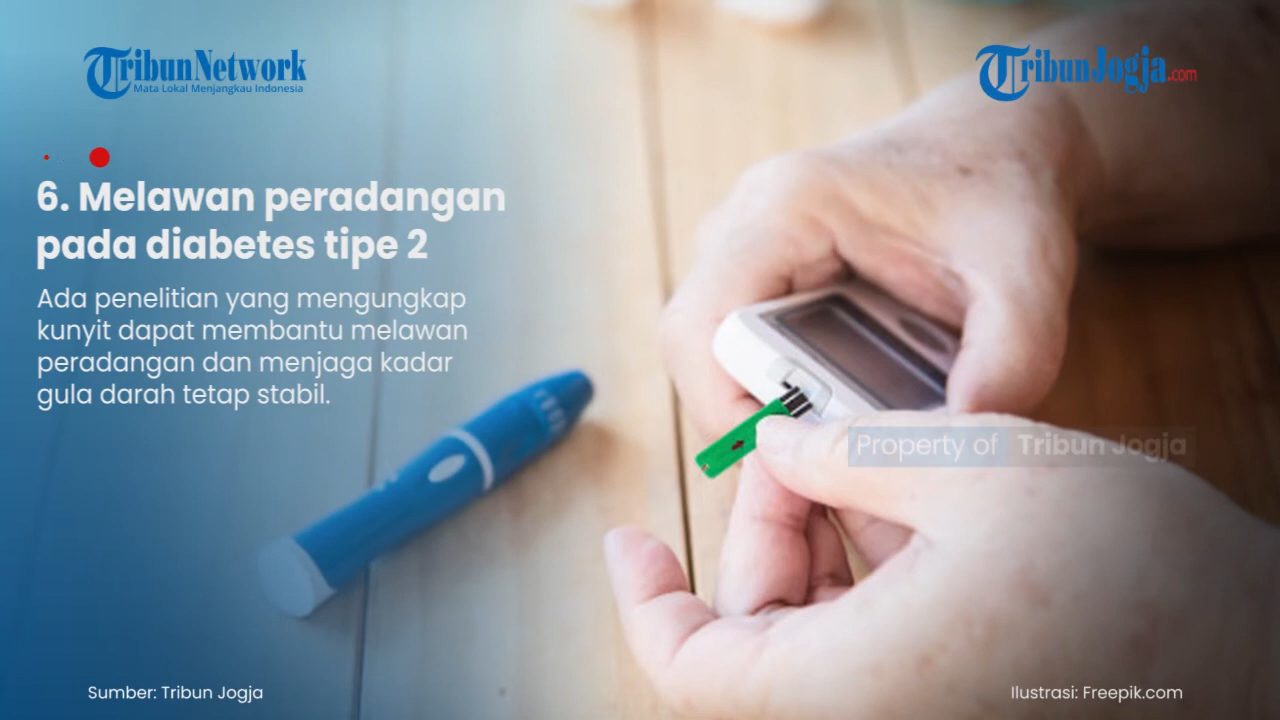 TribunNetwork
Mata Lokal Menjangkau Indonesia
TribunJogja.com
6. Melawan peradangan
pada diabetes tipe 2
Ada penelitian yang mengungkap
kunyit dapat membantu melawan
peradangan dan menjaga kadar
gula darah tetap stabil.
Property of Tribun Jogja
Sumber: Tribun Jogja
Ilustrasi: Freepik.com